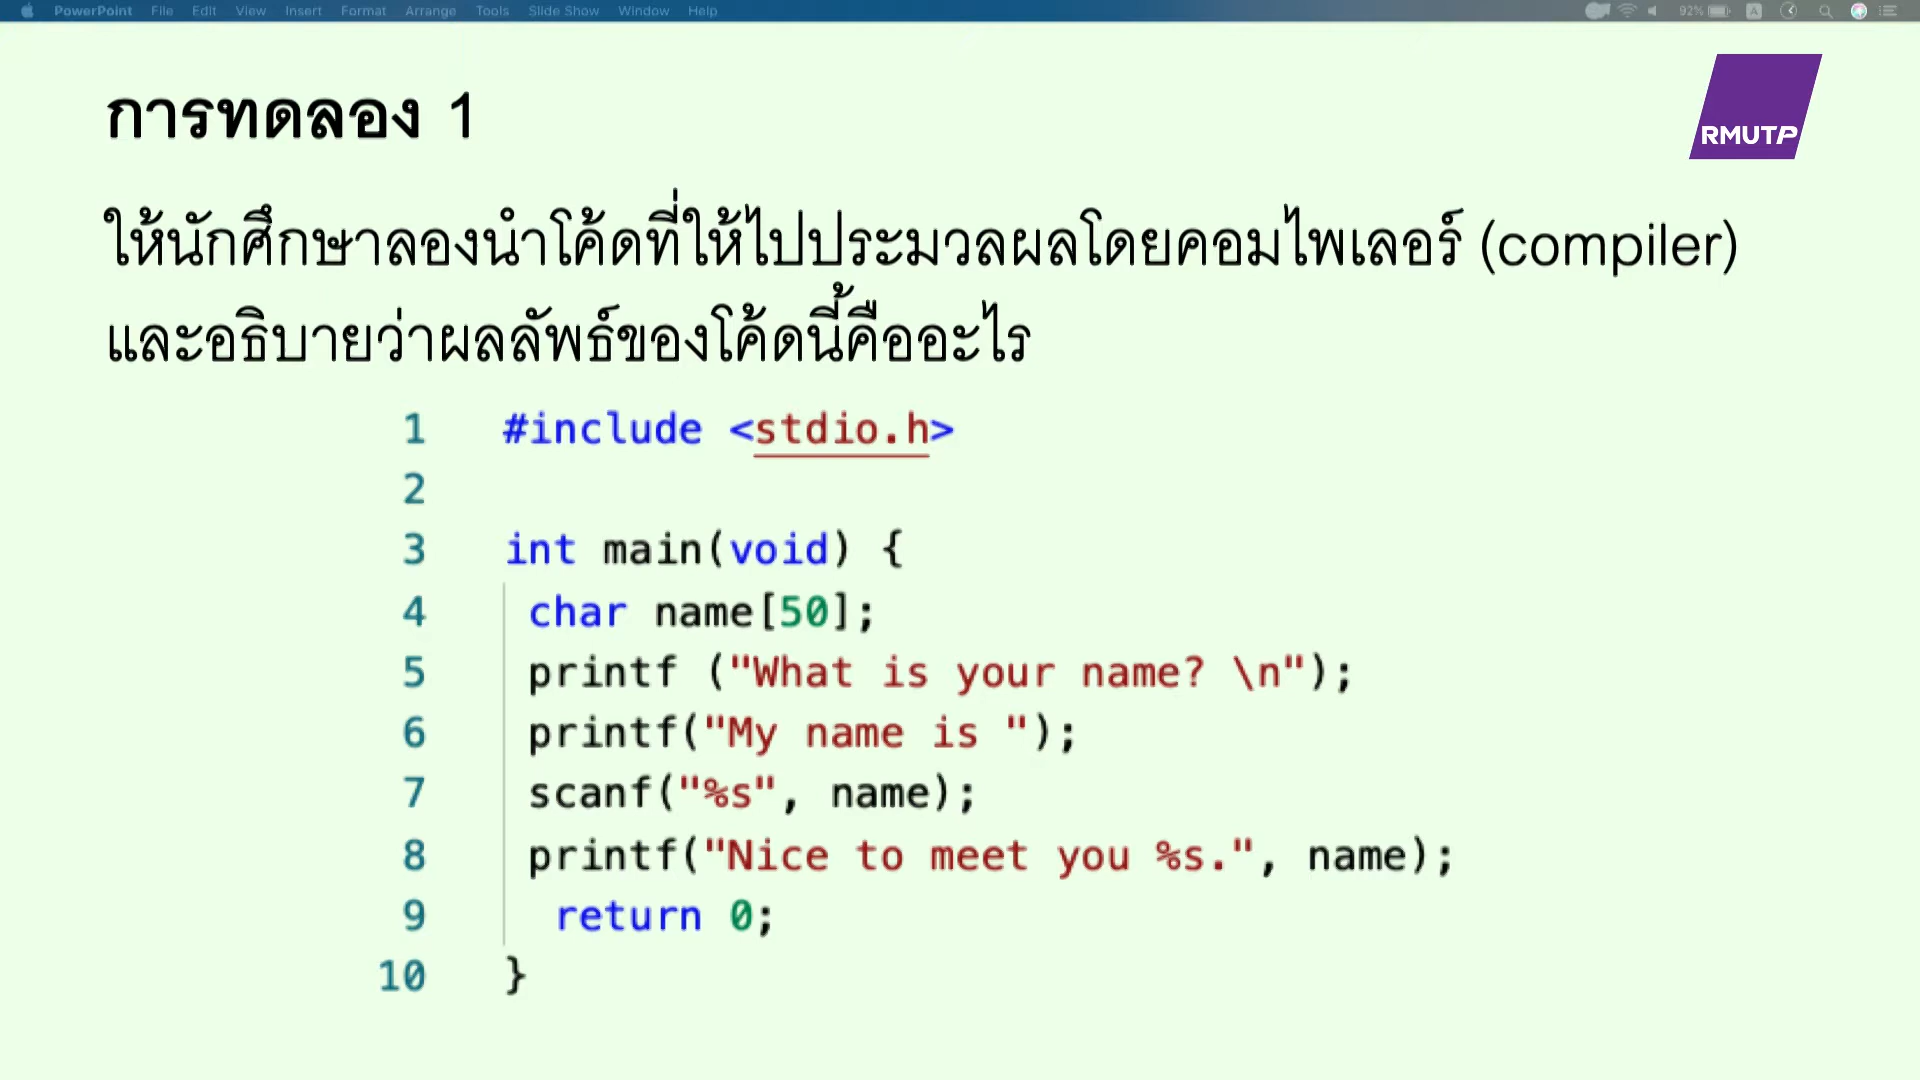 PowerPoint File Edit View Insert Format Arrange Tools Slide Show Window Help 92% A
การทดลอง 1
RMUTP
ให้นักศึกษาลองนำโค้ดที่ให้ไปประมวลผลโดยคอมไพเลอร์ (compiler)
และอธิบายว่าผลลัพธ์ของโค้ดนี้คืออะไร
1 #include <stdio.h>
2
3 int main(void) {
4 char name[50];
5 printf ("What is your name? \n");
6 printf("My name is ");
7 scanf("%s", name);
8 printf("Nice to meet you %s.", name);
9 return 0;
10 }